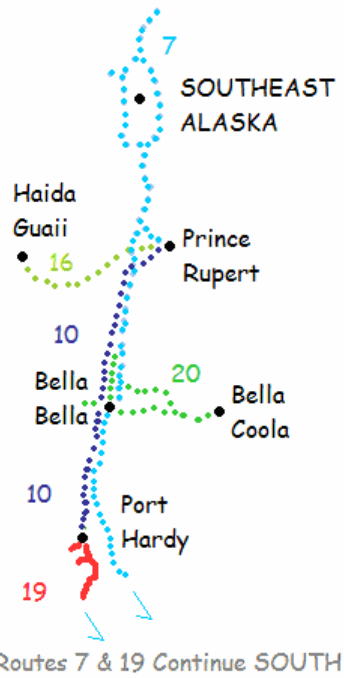 7
SOUTHEAST
ALASKA
Haida
Guaii
16
Prince
Rupert
10
Bella
Bella
20
Bella
Coola
10
Port
Hardy
19
Routes 7 & 19 Continue SOUTH